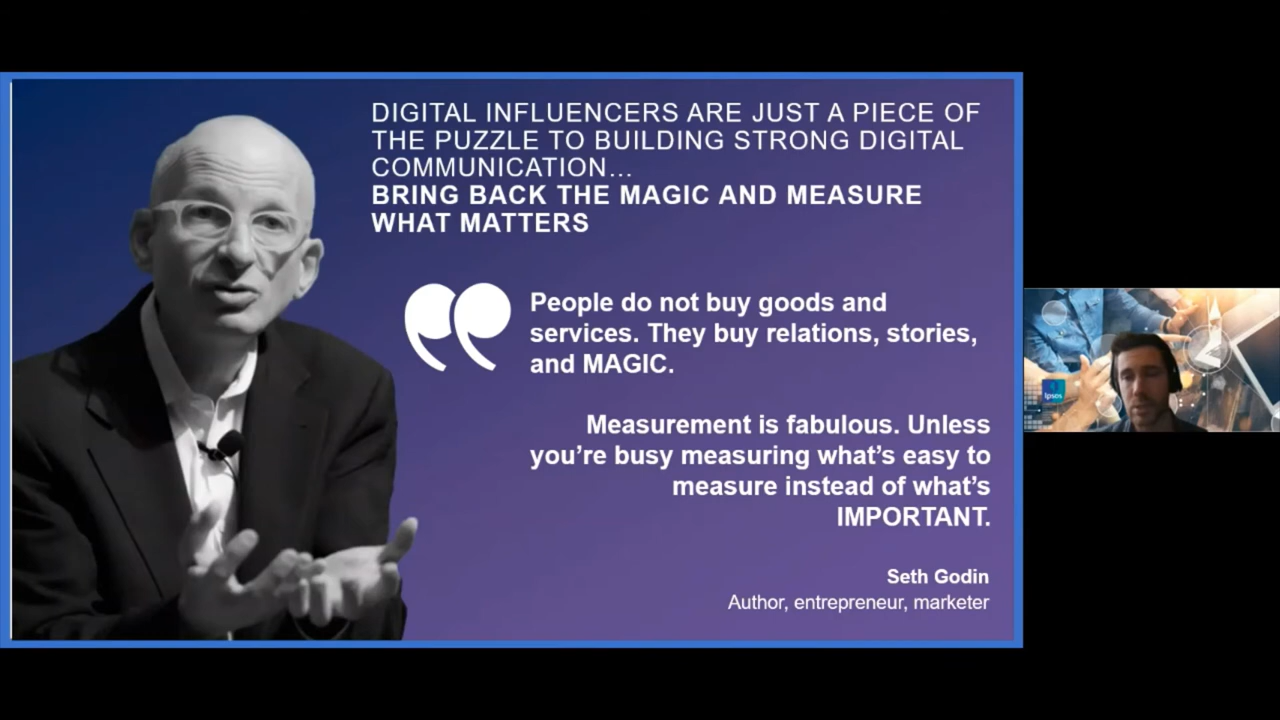 DIGITAL INFLUENCERS ARE JUST A PIECE OF
THE PUZZLE TO BUILDING STRONG DIGITAL
COMMUNICATION...
BRING BACK THE MAGIC AND MEASURE
WHAT MATTERS
People do not buy goods and
services. They buy relations, stories,
and MAGIC.
Measurement is fabulous. Unless
you’re busy measuring what’s easy to
measure instead of what’s
IMPORTANT.
Seth Godin
Author, entrepreneur, marketer
Ipsos